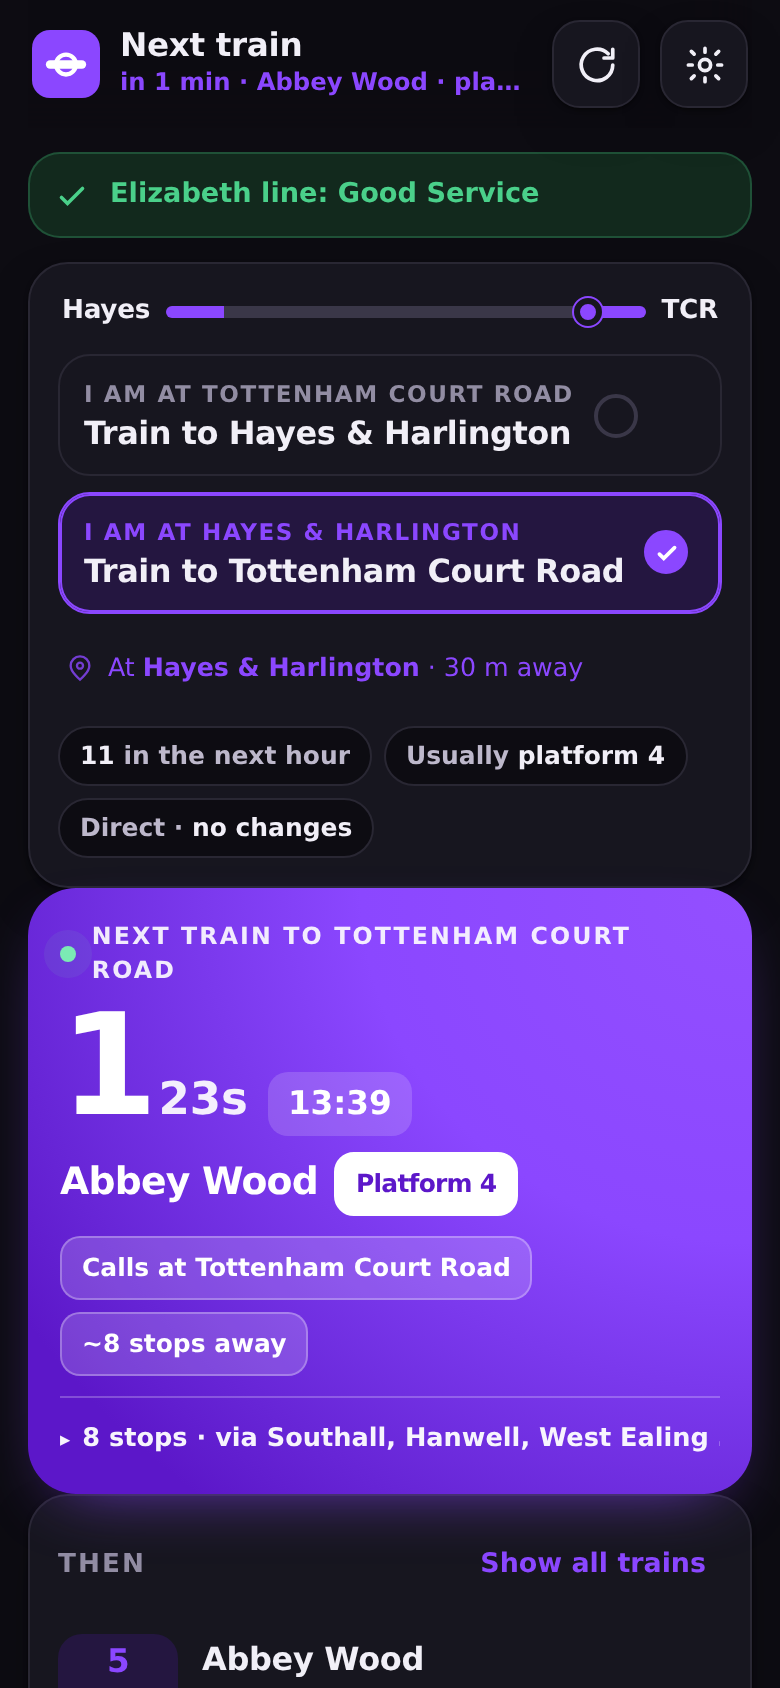 Next train
in 1 min · Abbey Wood · pla…
Elizabeth line: Good Service
Hayes TCR
I AM AT TOTTENHAM COURT ROAD
Train to Hayes & Harlington
I AM AT HAYES & HARLINGTON
Train to Tottenham Court Road
At Hayes & Harlington · 30 m away
11 in the next hour
Usually platform 4
Direct · no changes
NEXT TRAIN TO TOTTENHAM COURT
ROAD
1 23s 13:39
Abbey Wood Platform 4
Calls at Tottenham Court Road
~8 stops away
▸ 8 stops · via Southall, Hanwell, West Ealing
THEN Show all trains
5 Abbey Wood